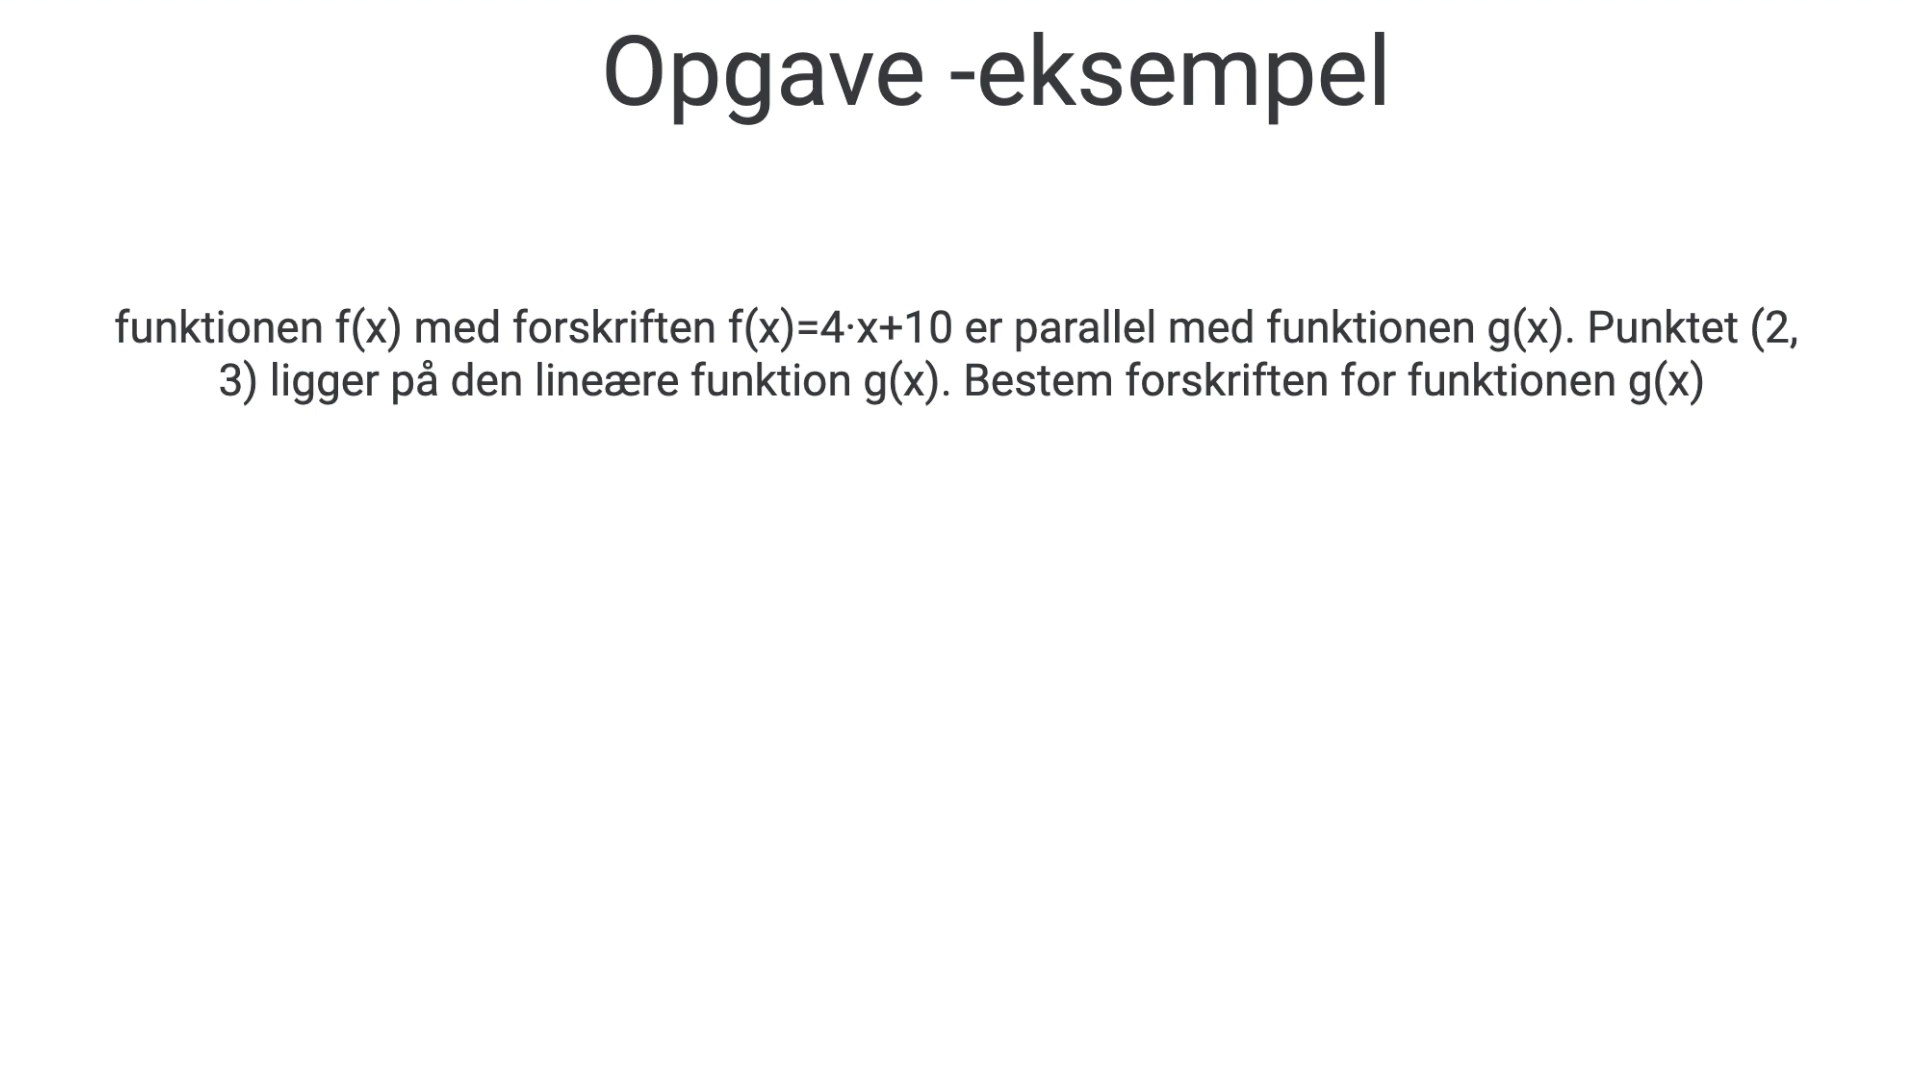 Opgave -eksempel
funktionen f(x) med forskriften f(x)=4·x+10 er parallel med funktionen g(x). Punktet (2,
3) ligger på den lineære funktion g(x). Bestem forskriften for funktionen g(x)